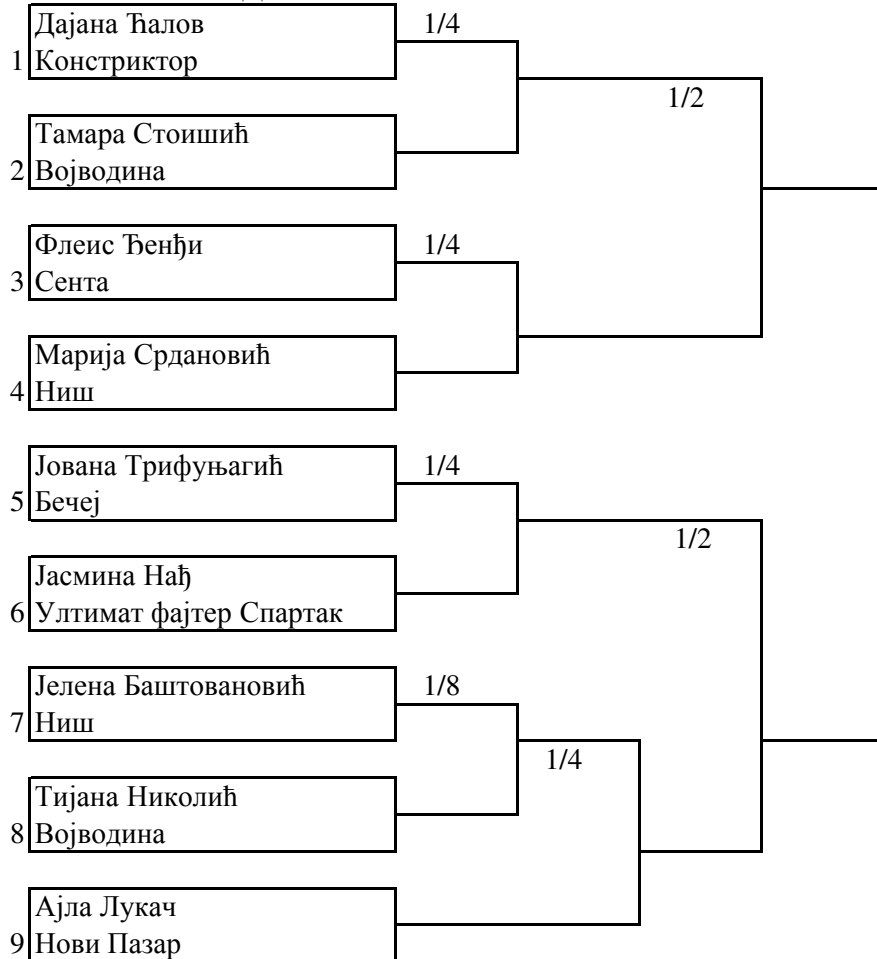 Дајана Ћалов
1/4
1 Констриктор
1/2
Тамара Стоишић
2 Војводина
Флеис Ђенђи
1/4
3 Сента
Марија Срдановић
4 Ниш
Јована Трифуњагић
1/4
5 Бечеј
1/2
Јасмина Нађ
6 Ултимат фајтер Спартак
Јелена Баштовановић
1/8
7 Ниш
1/4
Тијана Николић
8 Војводина
Ајла Лукач
9 Нови Пазар